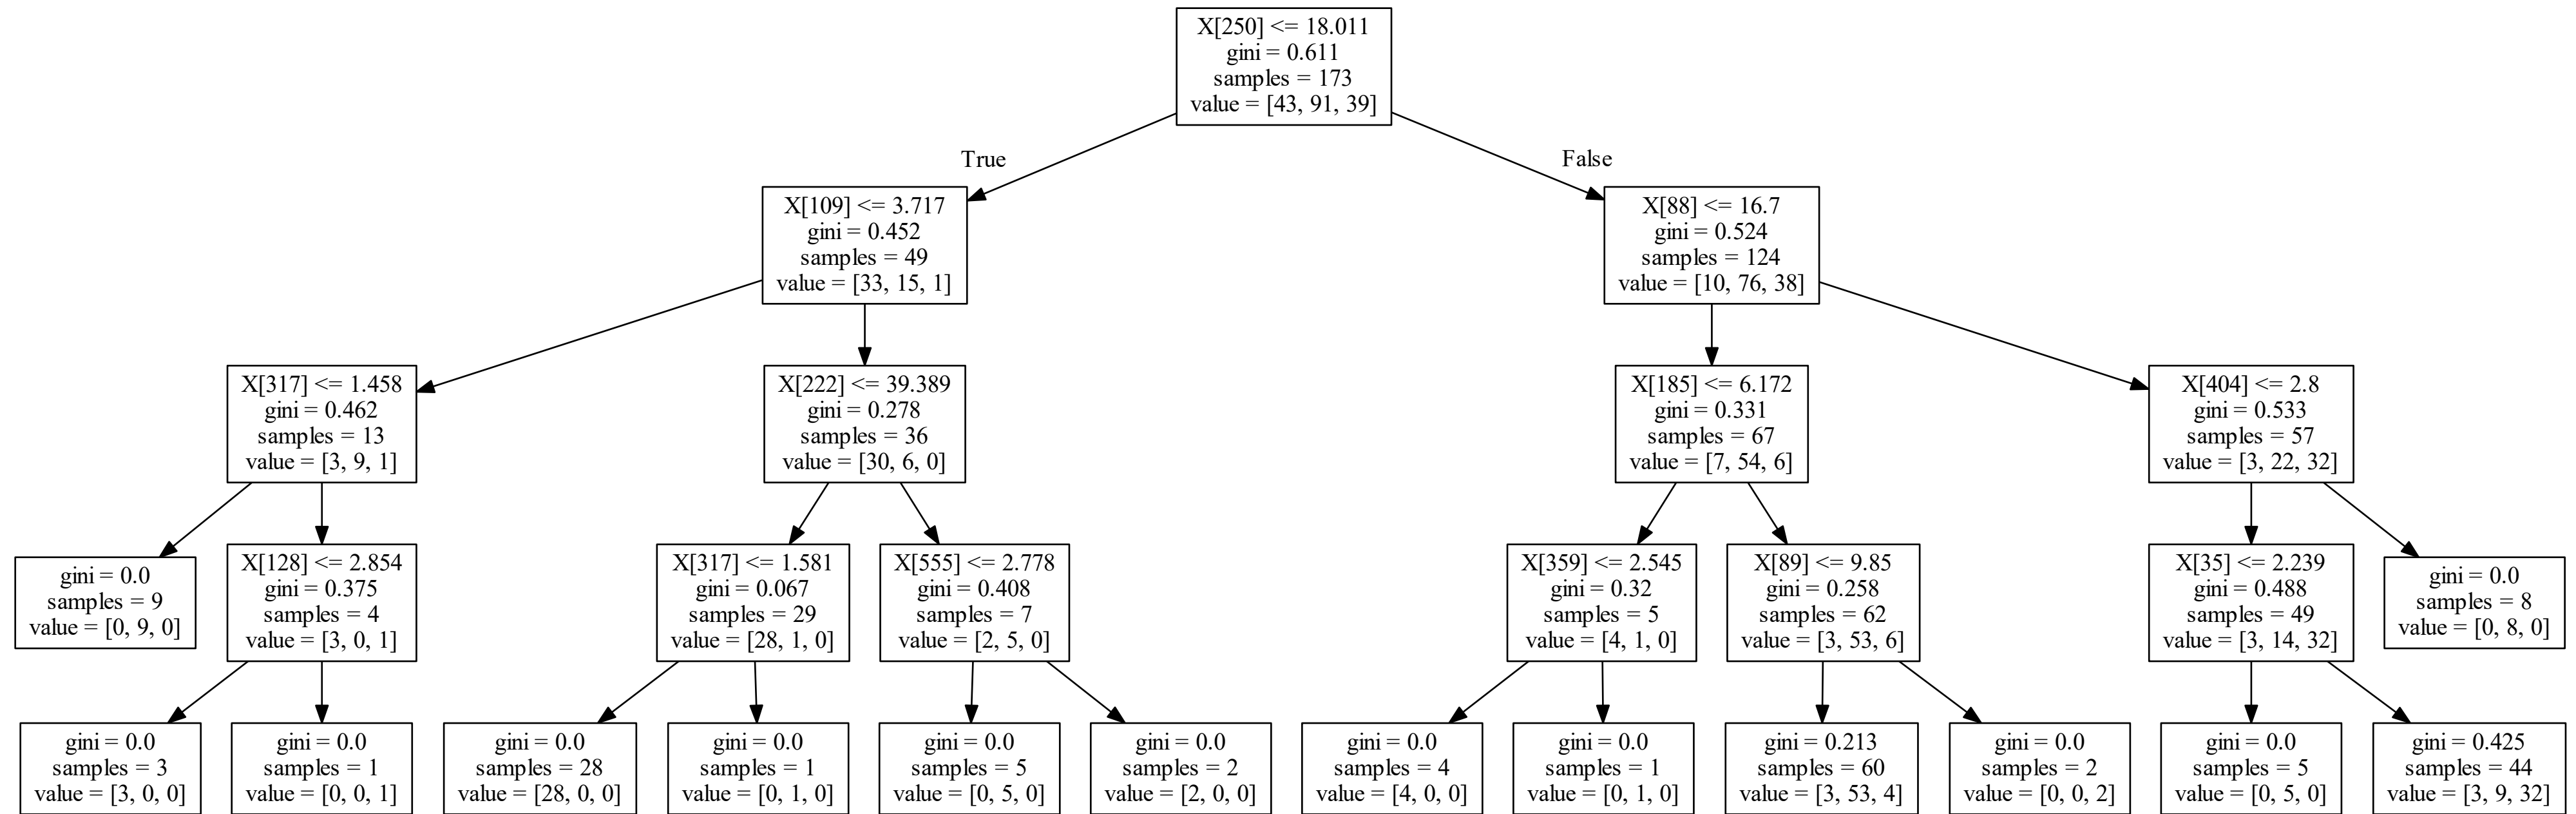 X[250] <= 18.011
gini = 0.611
samples = 173
value = [43, 91, 39]
True
False
X[109] <= 3.717
gini = 0.452
samples = 49
value = [33, 15, 1]
X[88] <= 16.7
gini = 0.524
samples = 124
value = [10, 76, 38]
X[317] <= 1.458
gini = 0.462
samples = 13
value = [3, 9, 1]
X[222] <= 39.389
gini = 0.278
samples = 36
value = [30, 6, 0]
X[185] <= 6.172
gini = 0.331
samples = 67
value = [7, 54, 6]
X[404] <= 2.8
gini = 0.533
samples = 57
value = [3, 22, 32]
gini = 0.0
samples = 9
value = [0, 9, 0]
X[128] <= 2.854
gini = 0.375
samples = 4
value = [3, 0, 1]
X[317] <= 1.581
gini = 0.067
samples = 29
value = [28, 1, 0]
X[555] <= 2.778
gini = 0.408
samples = 7
value = [2, 5, 0]
X[359] <= 2.545
gini = 0.32
samples = 5
value = [4, 1, 0]
X[89] <= 9.85
gini = 0.258
samples = 62
value = [3, 53, 6]
X[35] <= 2.239
gini = 0.488
samples = 49
value = [3, 14, 32]
gini = 0.0
samples = 8
value = [0, 8, 0]
gini = 0.0
samples = 3
value = [3, 0, 0]
gini = 0.0
samples = 1
value = [0, 0, 1]
gini = 0.0
samples = 28
value = [28, 0, 0]
gini = 0.0
samples = 1
value = [0, 1, 0]
gini = 0.0
samples = 5
value = [0, 5, 0]
gini = 0.0
samples = 2
value = [2, 0, 0]
gini = 0.0
samples = 4
value = [4, 0, 0]
gini = 0.0
samples = 1
value = [0, 1, 0]
gini = 0.213
samples = 60
value = [3, 53, 4]
gini = 0.0
samples = 2
value = [0, 0, 2]
gini = 0.0
samples = 5
value = [0, 5, 0]
gini = 0.425
samples = 44
value = [3, 9, 32]